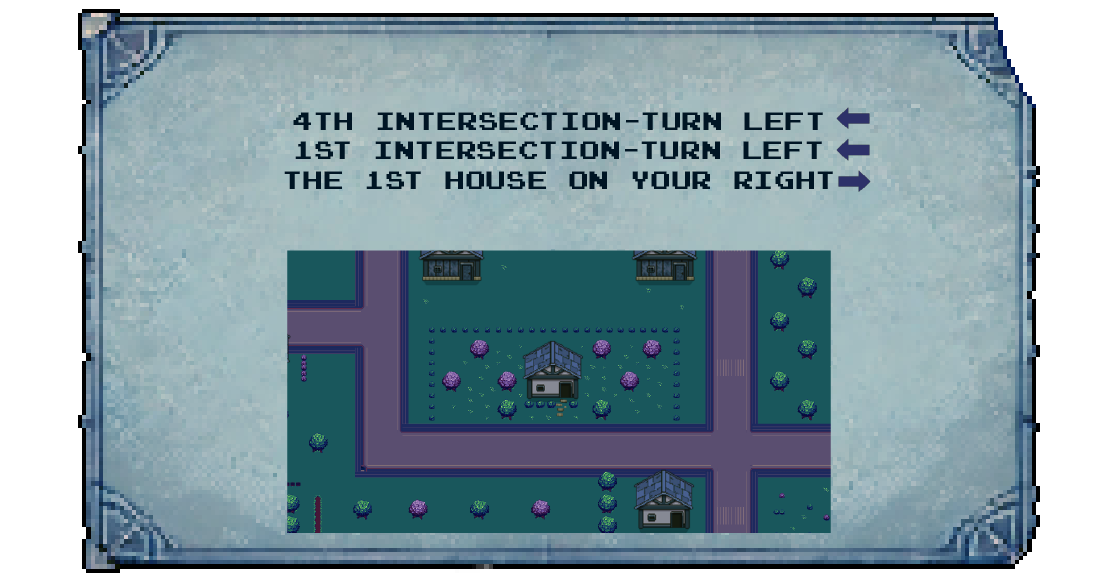 4TH INTERSECTION-TURN LEFT
1ST INTERSECTION-TURN LEFT
THE 1ST HOUSE ON YOUR RIGHT